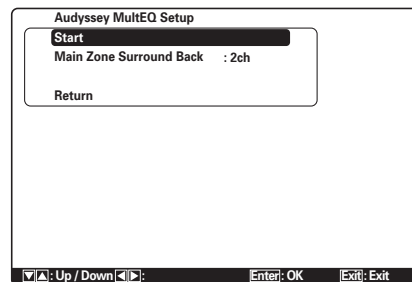 Audyssey MultEQ Setup
Start
Main Zone Surround Back : 2ch
Return
▼▲: Up / Down ◀▶: Enter: OK Exit: Exit